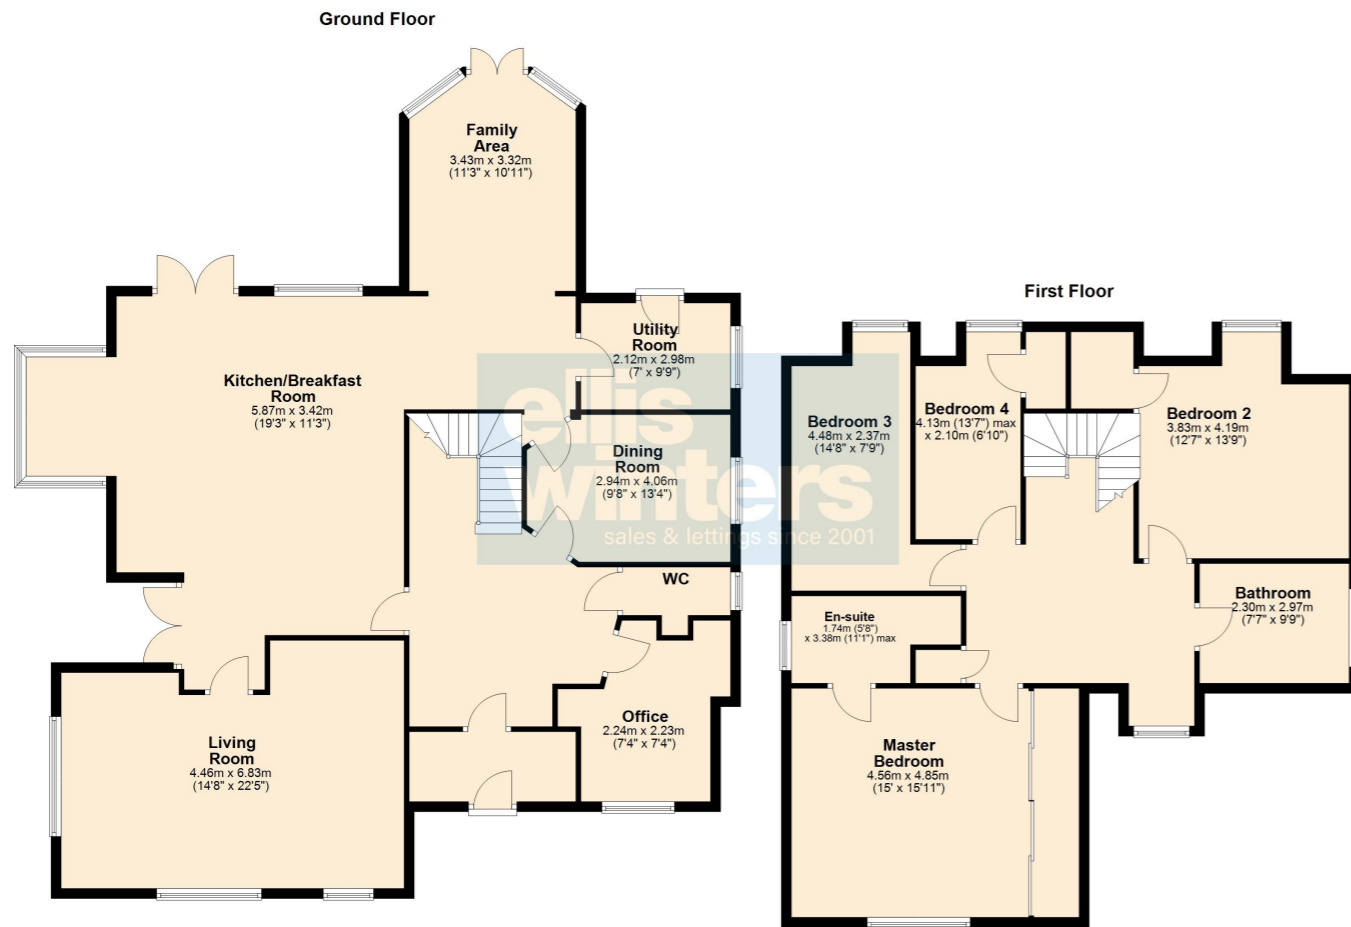 Ground Floor
Family
Area
3.43m x 3.32m
(11'3" x 10'11")
Utility
Room
2.12m x 2.98m
(7' x 9'9")
Kitchen/Breakfast
Room
5.87m x 3.42m
(19'3" x 11'3")
Dining
Room
2.94m x 4.06m
(9'8" x 13'4")
WC
Office
2.24m x 2.23m
(7'4" x 7'4")
Living
Room
4.46m x 6.83m
(14'8" x 22'5")
First Floor
Bedroom 3
4.48m x 2.37m
(14'8" x 7'9")
Bedroom 4
4.13m (13'7") max
x 2.10m (6'10")
Bedroom 2
3.83m x 4.19m
(12'7" x 13'9")
Bathroom
2.30m x 2.97m
(7'7" x 9'9")
En-suite
1.74m (5'8")
x 3.38m (11'1") max
Master
Bedroom
4.56m x 4.85m
(15' x 15'11")
ellis
winters
sales & lettings since 2001